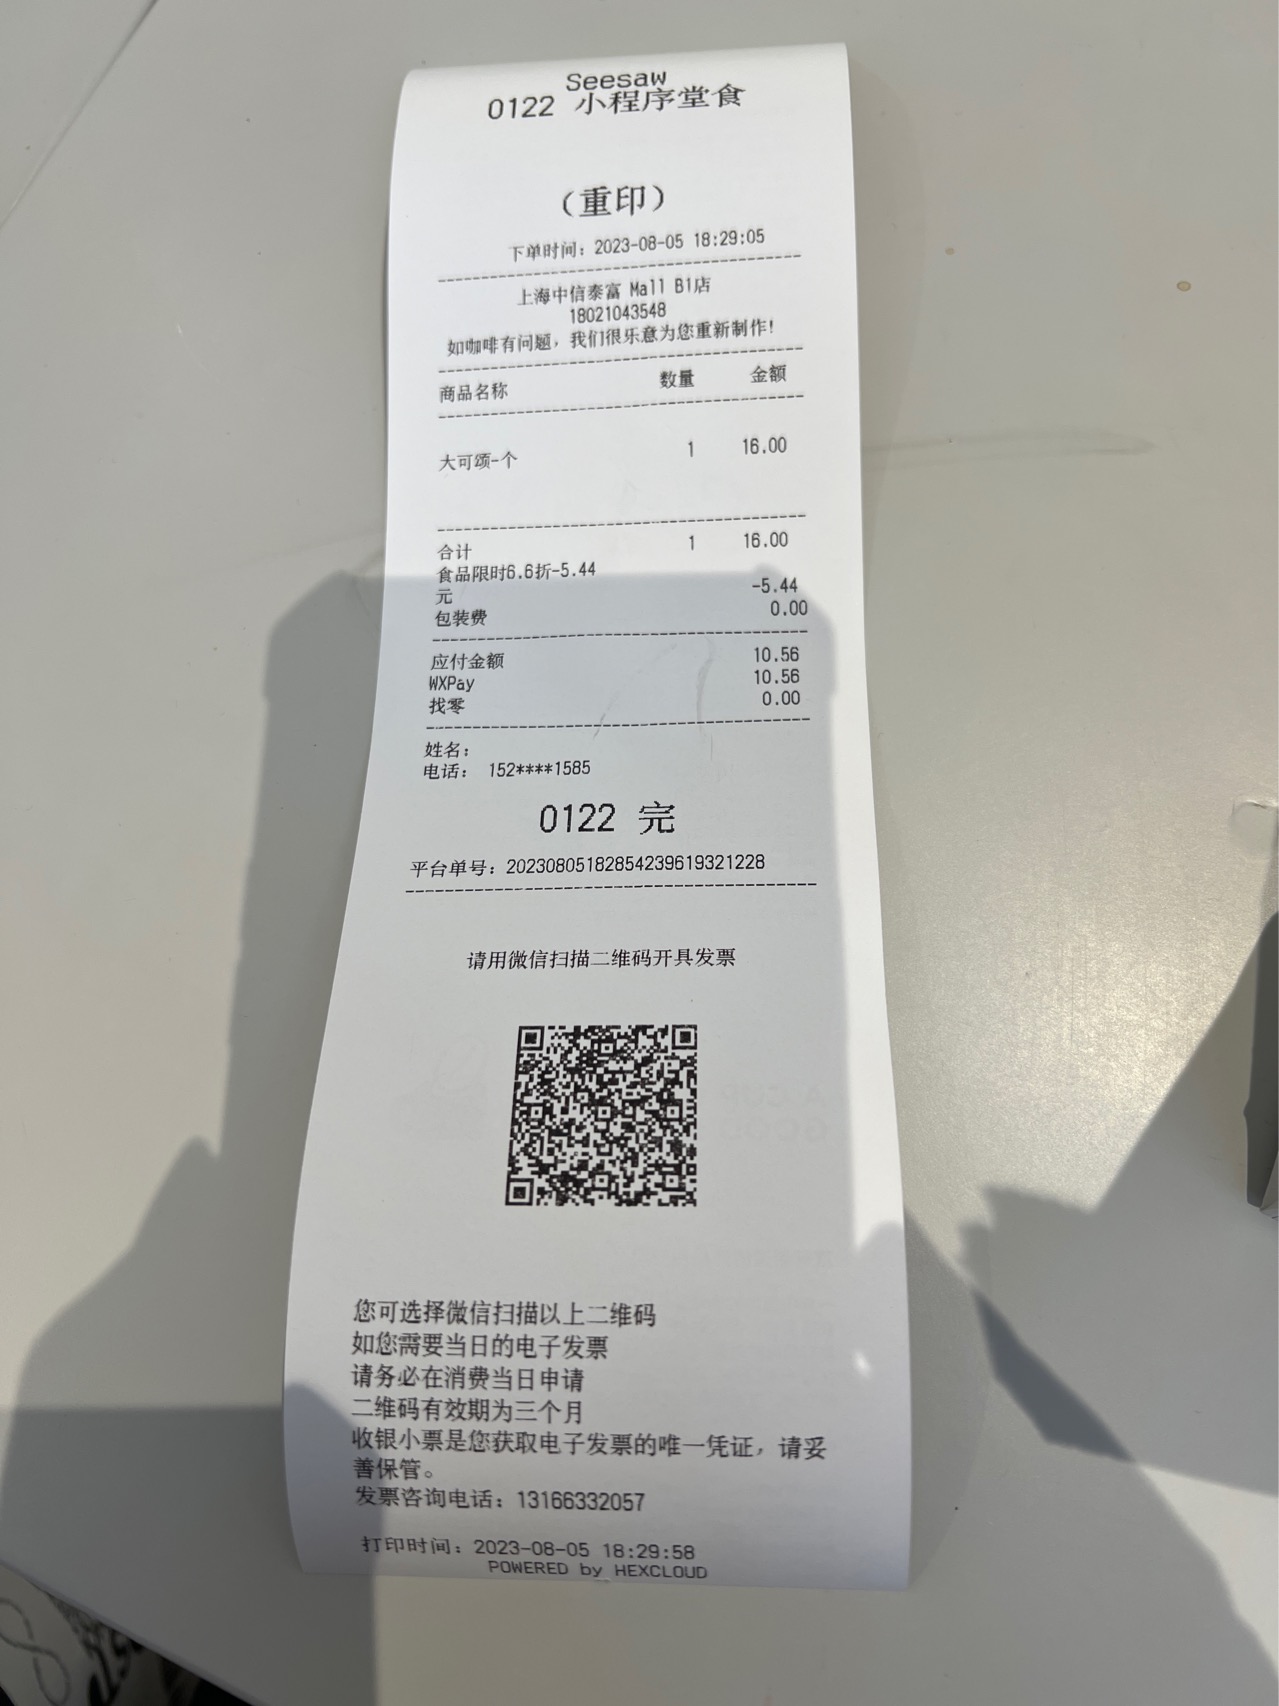 Seesaw
0122 小程序堂食
（重印）
下单时间：2023-08-05 18:29:05
上海中信泰富 Mall B1店
18021043548
如咖啡有问题，我们很乐意为您重新制作！
商品名称 数量 金额
大可颂-个 1 16.00
合计 1 16.00
食品限时6.6折-5.44
元 -5.44
包装费 0.00
应付金额 10.56
WXPay 10.56
找零 0.00
姓名：
电话： 152****1585
0122 完
平台单号：20230805182854239619321228
请用微信扫描二维码开具发票
您可选择微信扫描以上二维码
如您需要当日的电子发票
请务必在消费当日申请
二维码有效期为三个月
收银小票是您获取电子发票的唯一凭证，请妥
善保管。
发票咨询电话：13166332057
打印时间：2023-08-05 18:29:58
POWERED by HEXCLOUD